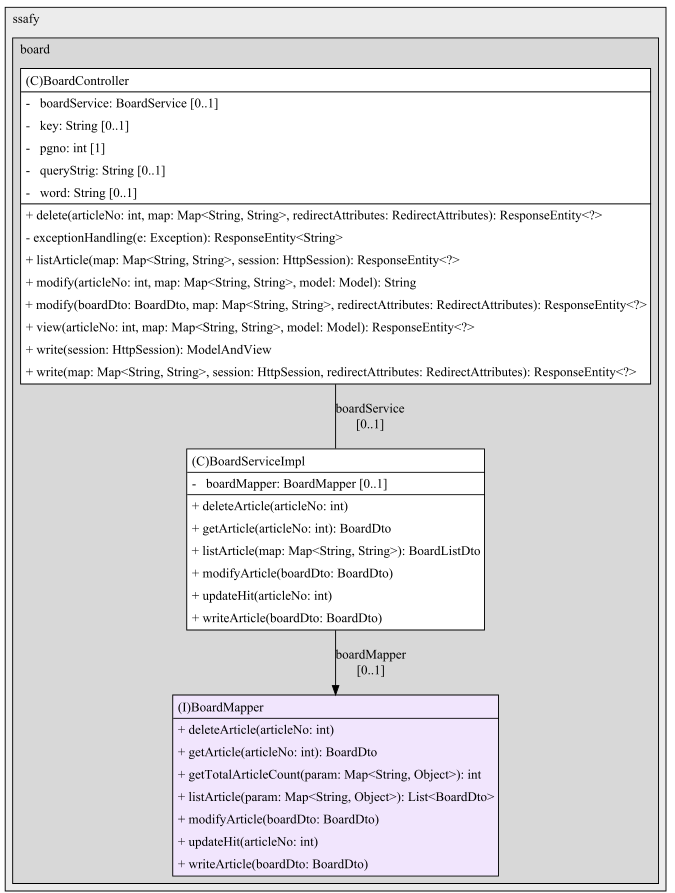 ssafy
board
(C)BoardController
- boardService: BoardService [0..1]
- key: String [0..1]
- pgno: int [1]
- queryStrig: String [0..1]
- word: String [0..1]
+ delete(articleNo: int, map: Map<String, String>, redirectAttributes: RedirectAttributes): ResponseEntity<?>
- exceptionHandling(e: Exception): ResponseEntity<String>
+ listArticle(map: Map<String, String>, session: HttpSession): ResponseEntity<?>
+ modify(articleNo: int, map: Map<String, String>, model: Model): String
+ modify(boardDto: BoardDto, map: Map<String, String>, redirectAttributes: RedirectAttributes): ResponseEntity<?>
+ view(articleNo: int, map: Map<String, String>, model: Model): ResponseEntity<?>
+ write(session: HttpSession): ModelAndView
+ write(map: Map<String, String>, session: HttpSession, redirectAttributes: RedirectAttributes): ResponseEntity<?>
boardService
[0..1]
(C)BoardServiceImpl
- boardMapper: BoardMapper [0..1]
+ deleteArticle(articleNo: int)
+ getArticle(articleNo: int): BoardDto
+ listArticle(map: Map<String, String>): BoardListDto
+ modifyArticle(boardDto: BoardDto)
+ updateHit(articleNo: int)
+ writeArticle(boardDto: BoardDto)
boardMapper
[0..1]
(I)BoardMapper
+ deleteArticle(articleNo: int)
+ getArticle(articleNo: int): BoardDto
+ getTotalArticleCount(param: Map<String, Object>): int
+ listArticle(param: Map<String, Object>): List<BoardDto>
+ modifyArticle(boardDto: BoardDto)
+ updateHit(articleNo: int)
+ writeArticle(boardDto: BoardDto)